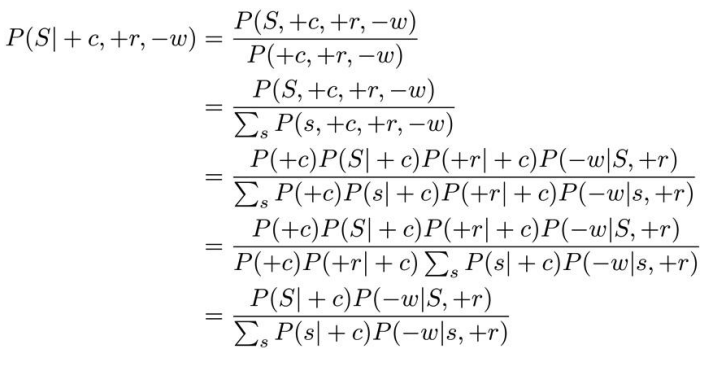 P(S| + c, +r, −w) = P(S, +c, +r, −w) / P(+c, +r, −w)
= P(S, +c, +r, −w) / ∑_s P(s, +c, +r, −w)
= P(+c)P(S| + c)P(+r| + c)P(−w|S, +r) / ∑_s P(+c)P(s| + c)P(+r| + c)P(−w|s, +r)
= P(+c)P(S| + c)P(+r| + c)P(−w|S, +r) / P(+c)P(+r| + c) ∑_s P(s| + c)P(−w|s, +r)
= P(S| + c)P(−w|S, +r) / ∑_s P(s| + c)P(−w|s, +r)